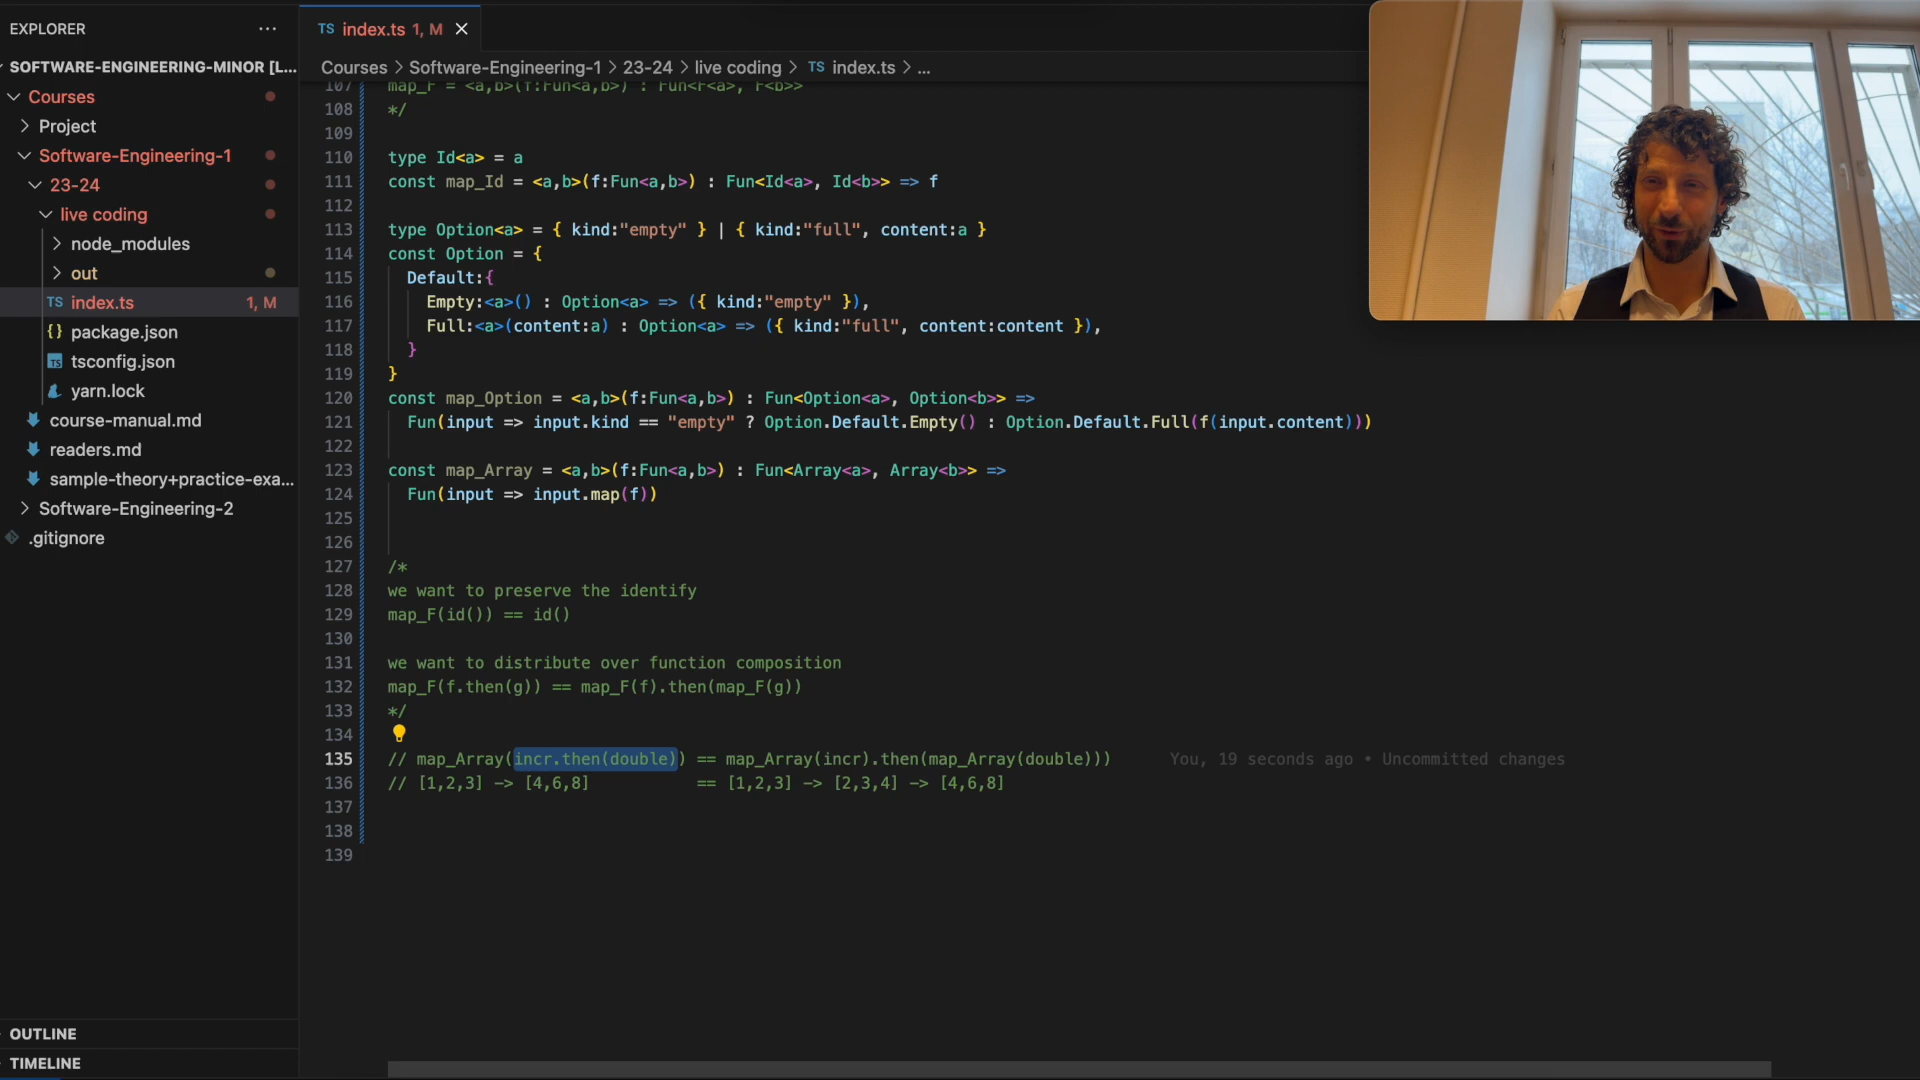 EXPLORER
SOFTWARE-ENGINEERING-MINOR [L...
Courses
Project
Software-Engineering-1
23-24
live coding
node_modules
out
TS index.ts 1, M
{} package.json
TS tsconfig.json
yarn.lock
course-manual.md
readers.md
sample-theory+practice-exa...
Software-Engineering-2
.gitignore
OUTLINE
TIMELINE
TS index.ts 1, M
Courses > Software-Engineering-1 > 23-24 > live coding > TS index.ts > ...
107 map_F = <a,b>(f:Fun<a,b>) : Fun<F<a>, F<b>>
108 */
109
110 type Id<a> = a
111 const map_Id = <a,b>(f:Fun<a,b>) : Fun<Id<a>, Id<b>> => f
112
113 type Option<a> = { kind:"empty" } | { kind:"full", content:a }
114 const Option = {
115 Default:{
116 Empty:<a>() : Option<a> => ({ kind:"empty" }),
117 Full:<a>(content:a) : Option<a> => ({ kind:"full", content:content }),
118 }
119 }
120 const map_Option = <a,b>(f:Fun<a,b>) : Fun<Option<a>, Option<b>> =>
121 Fun(input => input.kind == "empty" ? Option.Default.Empty() : Option.Default.Full(f(input.content)))
122
123 const map_Array = <a,b>(f:Fun<a,b>) : Fun<Array<a>, Array<b>> =>
124 Fun(input => input.map(f))
125
126
127 /*
128 we want to preserve the identify
129 map_F(id()) == id()
130
131 we want to distribute over function composition
132 map_F(f.then(g)) == map_F(f).then(map_F(g))
133 */
134
135 // map_Array(incr.then(double)) == map_Array(incr).then(map_Array(double))) You, 19 seconds ago • Uncommitted changes
136 // [1,2,3] -> [4,6,8] == [1,2,3] -> [2,3,4] -> [4,6,8]
137
138
139